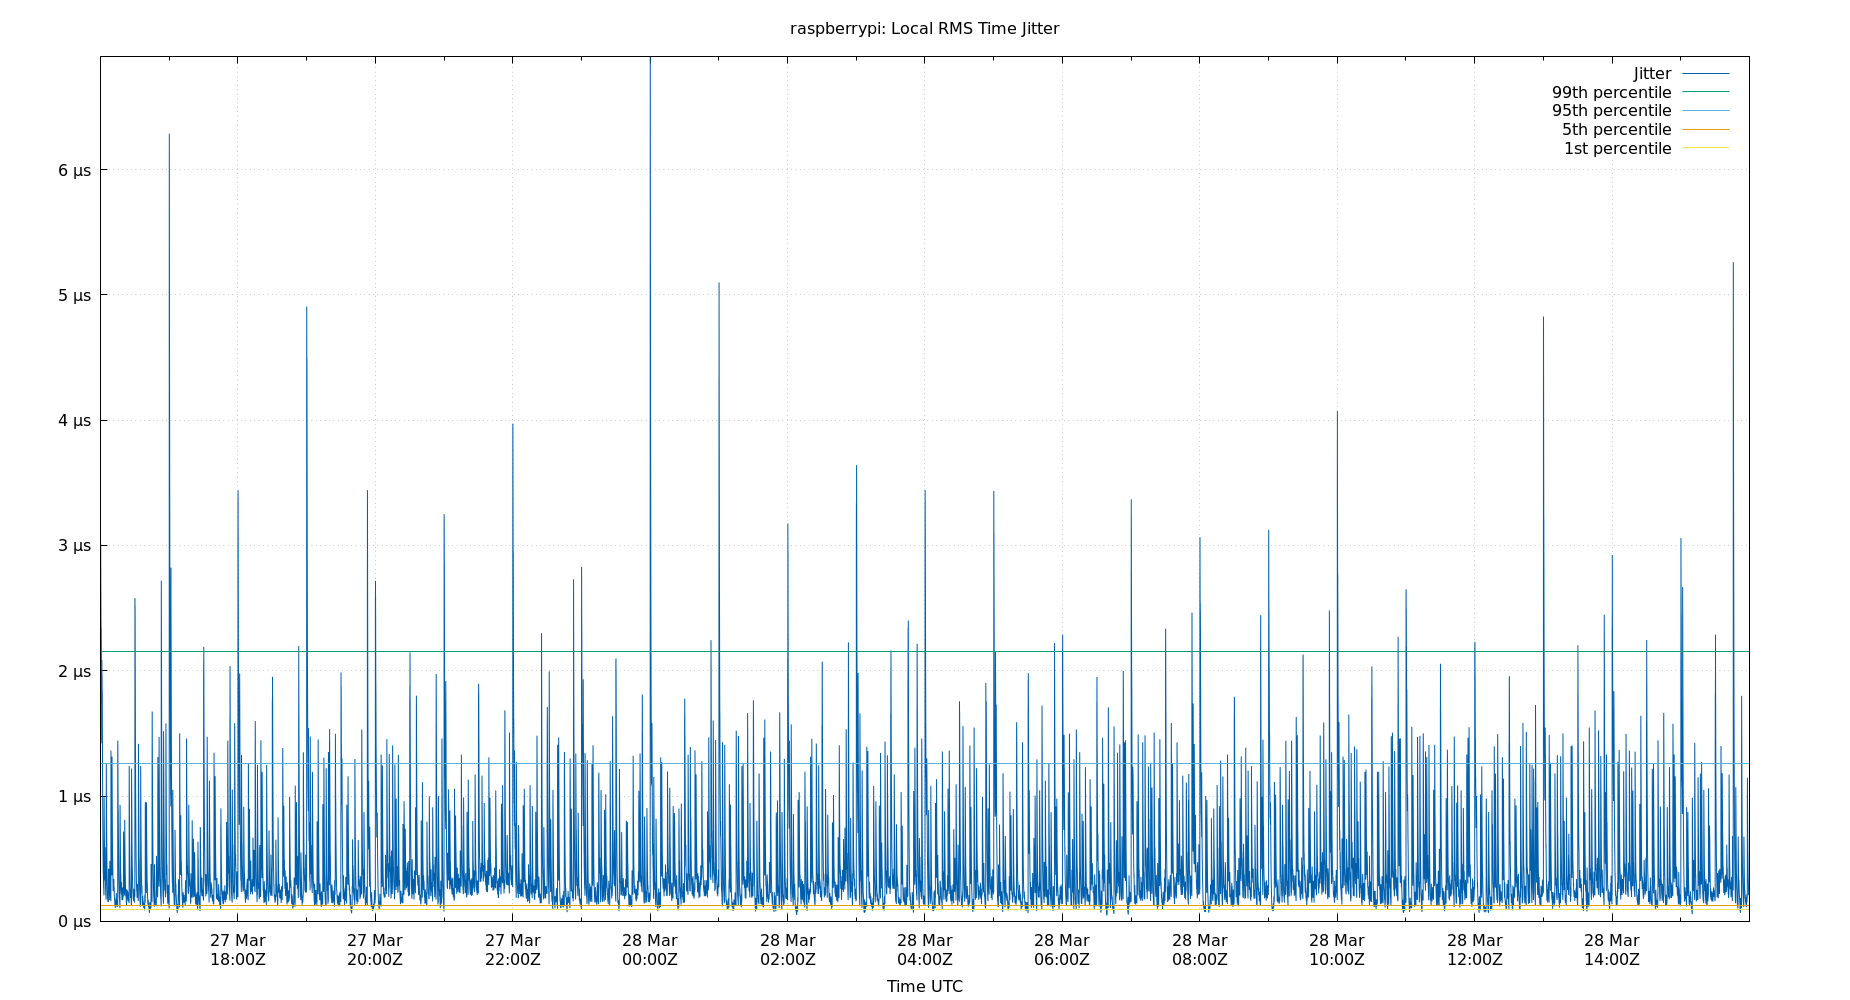 raspberrypi: Local RMS Time Jitter
Jitter
99th percentile
95th percentile
5th percentile
1st percentile
6 µs
5 µs
4 µs
3 µs
2 µs
1 µs
0 µs
27 Mar 27 Mar 27 Mar 28 Mar 28 Mar 28 Mar 28 Mar 28 Mar 28 Mar 28 Mar 28 Mar
18:00Z 20:00Z 22:00Z 00:00Z 02:00Z 04:00Z 06:00Z 08:00Z 10:00Z 12:00Z 14:00Z
Time UTC